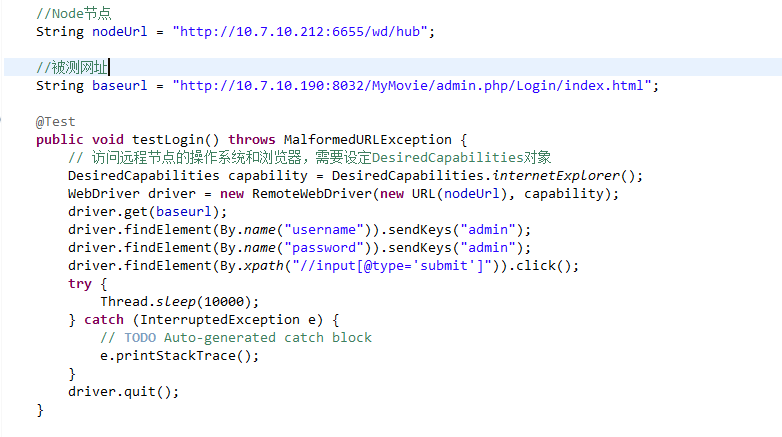 //Node节点
String nodeUrl = "http://10.7.10.212:6655/wd/hub";
//被测网址
String baseurl = "http://10.7.10.190:8032/MyMovie/admin.php/Login/index.html";
@Test
public void testLogin() throws MalformedURLException {
// 访问远程节点的操作系统和浏览器，需要设定DesiredCapabilities对象
DesiredCapabilities capability = DesiredCapabilities.internetExplorer();
WebDriver driver = new RemoteWebDriver(new URL(nodeUrl), capability);
driver.get(baseurl);
driver.findElement(By.name("username")).sendKeys("admin");
driver.findElement(By.name("password")).sendKeys("admin");
driver.findElement(By.xpath("//input[@type='submit']")).click();
try {
Thread.sleep(10000);
} catch (InterruptedException e) {
// TODO Auto-generated catch block
e.printStackTrace();
}
driver.quit();
}